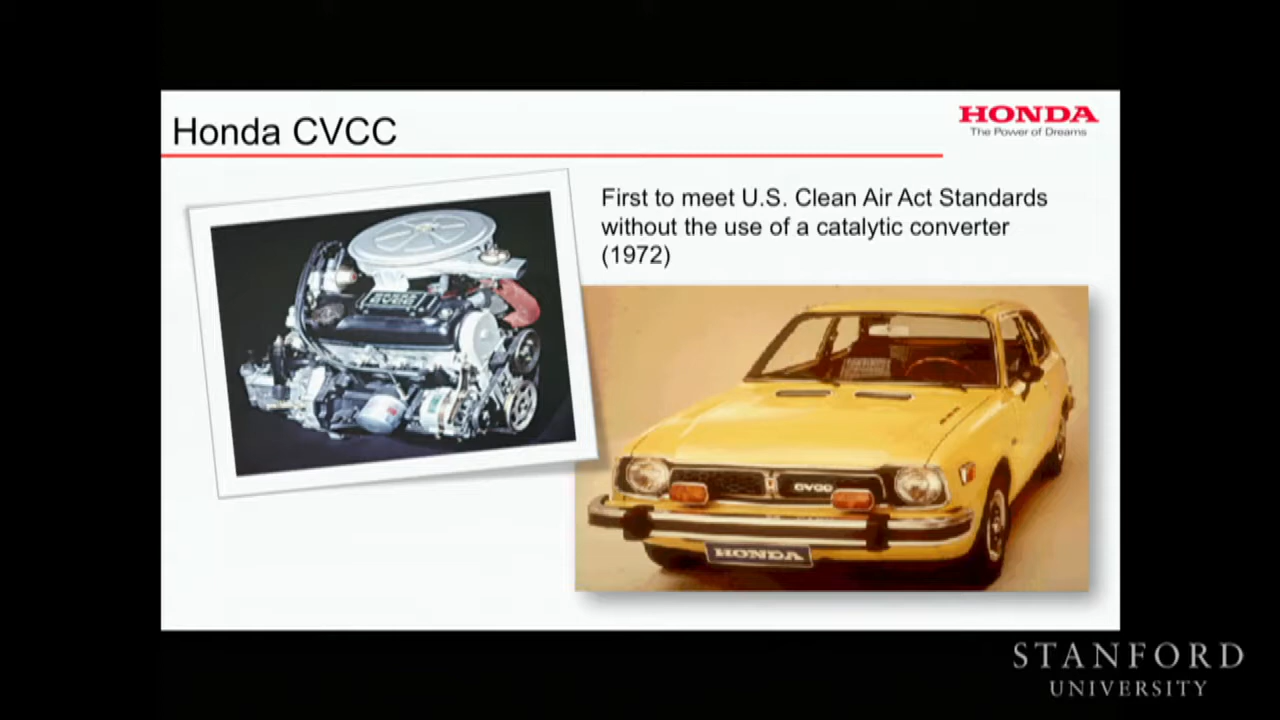 Honda CVCC
HONDA
The Power of Dreams
First to meet U.S. Clean Air Act Standards
without the use of a catalytic converter
(1972)
CVCC
HONDA
STANFORD
UNIVERSITY